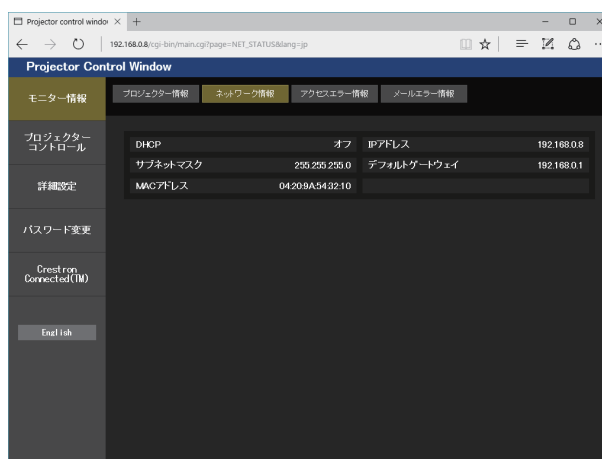 Projector control windo
192.168.0.8/cgi-bin/main.cgi?page=NET_STATUS&lang=jp
Projector Control Window
モニター情報
プロジェクター情報 ネットワーク情報 アクセスエラー情報 メールエラー情報
プロジェクター
コントロール
詳細設定
パスワード変更
Crestron
Connected(TM)
English
DHCP オフ IPアドレス 192.168.0.8
サブネットマスク 255.255.255.0 デフォルトゲートウェイ 192.168.0.1
MACアドレス 04:20:9A:54:32:10